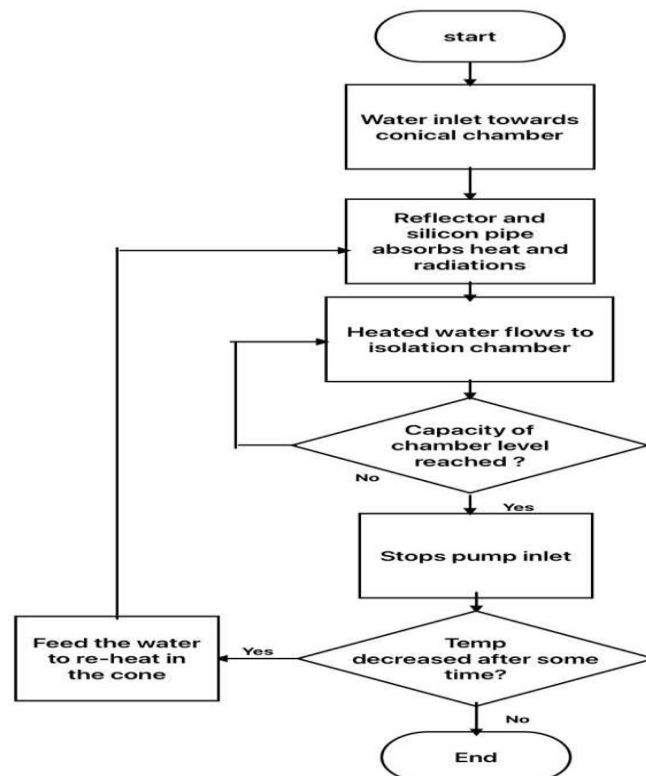 start
Water inlet towards
conical chamber
Reflector and
silicon pipe
absorbs heat and
radiations
Heated water flows to
isolation chamber
Capacity of
chamber level
reached ?
No
Yes
Stops pump inlet
Temp
decreased after some
time?
Yes
Feed the water
to re-heat in
the cone
No
End